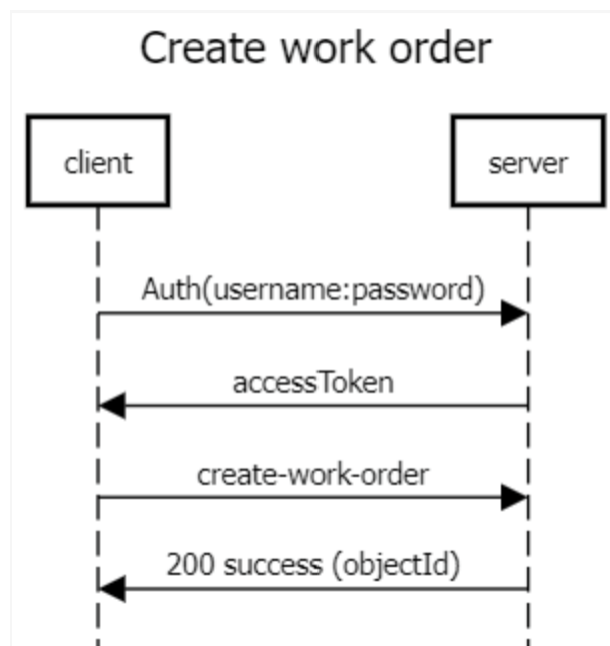 Create work order
client
server
Auth(username:password)
accessToken
create-work-order
200 success (objectId)